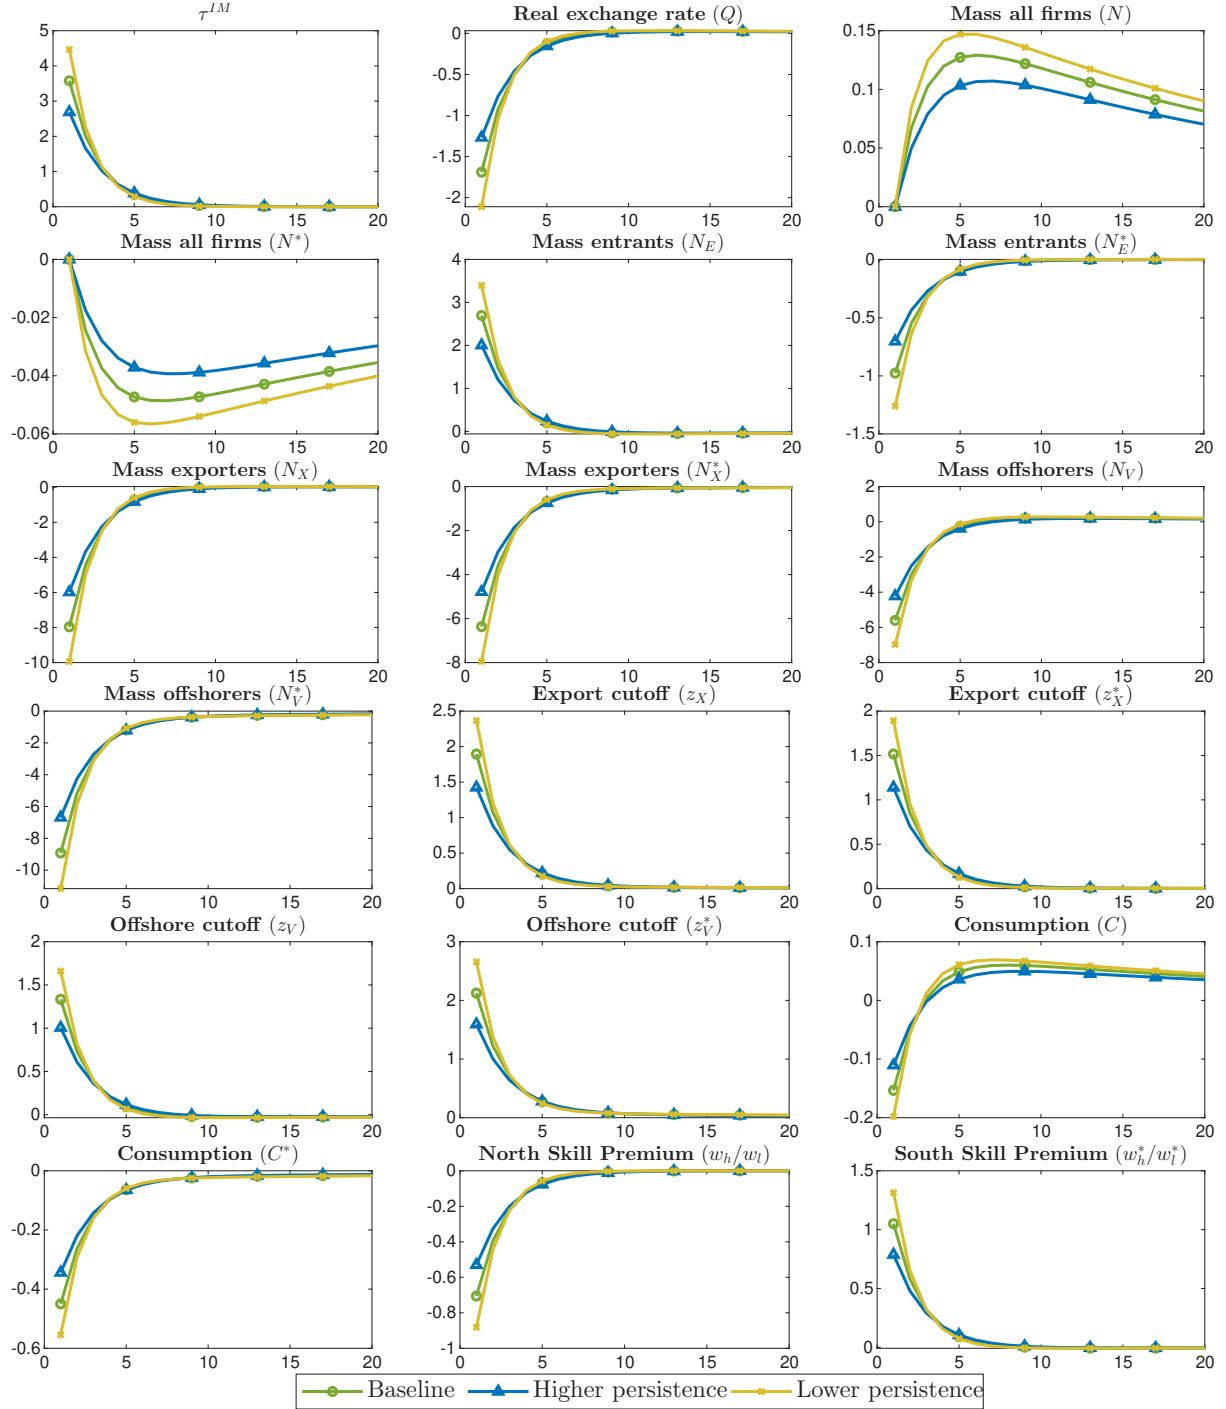 τ^{IM} Real exchange rate (Q) Mass all firms (N)
5 0 0.15
4 -0.5 0.1
3 -1 0.05
2 -1.5 0
1 -2
0
0 5 10 15 20 0 5 10 15 20 0 5 10 15 20
Mass all firms (N*) Mass entrants (N_E) Mass entrants (N_E^*)
0 4 0
-0.02 3 -0.5
-0.04 2 -1
-0.06 1 -1.5
0
0 5 10 15 20 0 5 10 15 20 0 5 10 15 20
Mass exporters (N_X) Mass exporters (N_X^*) Mass offshorers (N_V)
0 0 2
-2 -2 0
-4 -4 -2
-6 -6 -4
-8 -8 -6
-10 -8
0 5 10 15 20 0 5 10 15 20 0 5 10 15 20
Mass offshorers (N_V^*) Export cutoff (z_X) Export cutoff (z_X^*)
0 2.5 2
-2 2 1.5
-4 1.5 1
-6 1 0.5
-8 0.5 0
-10 0
0 5 10 15 20 0 5 10 15 20 0 5 10 15 20
Offshore cutoff (z_V) Offshore cutoff (z_V^*) Consumption (C)
2 3 0.1
1.5 2 0
1 1 -0.1
0.5 0 -0.2
0
0 5 10 15 20 0 5 10 15 20 0 5 10 15 20
Consumption (C*) North Skill Premium (w_h/w_l) South Skill Premium (w_h^*/w_l^*)
0 0 1.5
-0.2 -0.2 1
-0.4 -0.4 0.5
-0.6 -0.6 0
-0.8
-1
0 5 10 15 20 0 5 10 15 20 0 5 10 15 20
Baseline Higher persistence Lower persistence